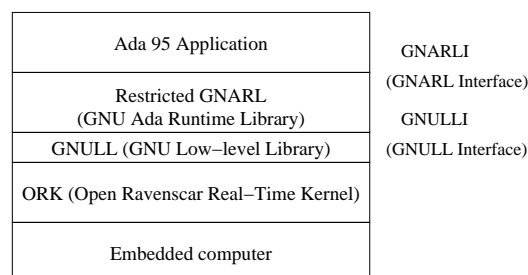 Ada 95 Application
GNARLI
(GNARL Interface)
Restricted GNARL
(GNU Ada Runtime Library)
GNULLI
GNULL (GNU Low−level Library)
(GNULL Interface)
ORK (Open Ravenscar Real−Time Kernel)
Embedded computer